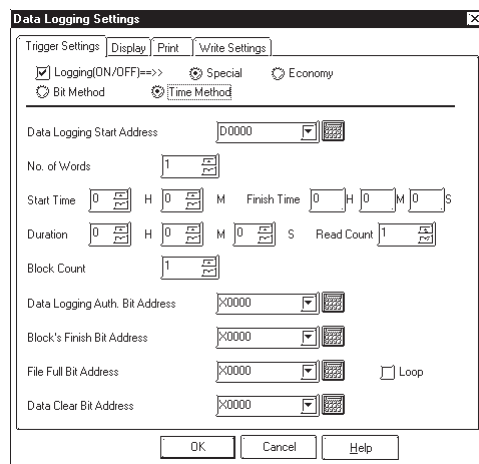 Data Logging Settings
Trigger Settings Display Print Write Settings
Logging(ON/OFF)==>> Special Economy
Bit Method Time Method
Data Logging Start Address D0000
No. of Words 1
Start Time 0 H 0 M Finish Time 0 H 0 M 0 S
Duration 0 H 0 M 0 S Read Count 1
Block Count 1
Data Logging Auth. Bit Address X0000
Block's Finish Bit Address X0000
File Full Bit Address X0000 Loop
Data Clear Bit Address X0000
OK Cancel Help